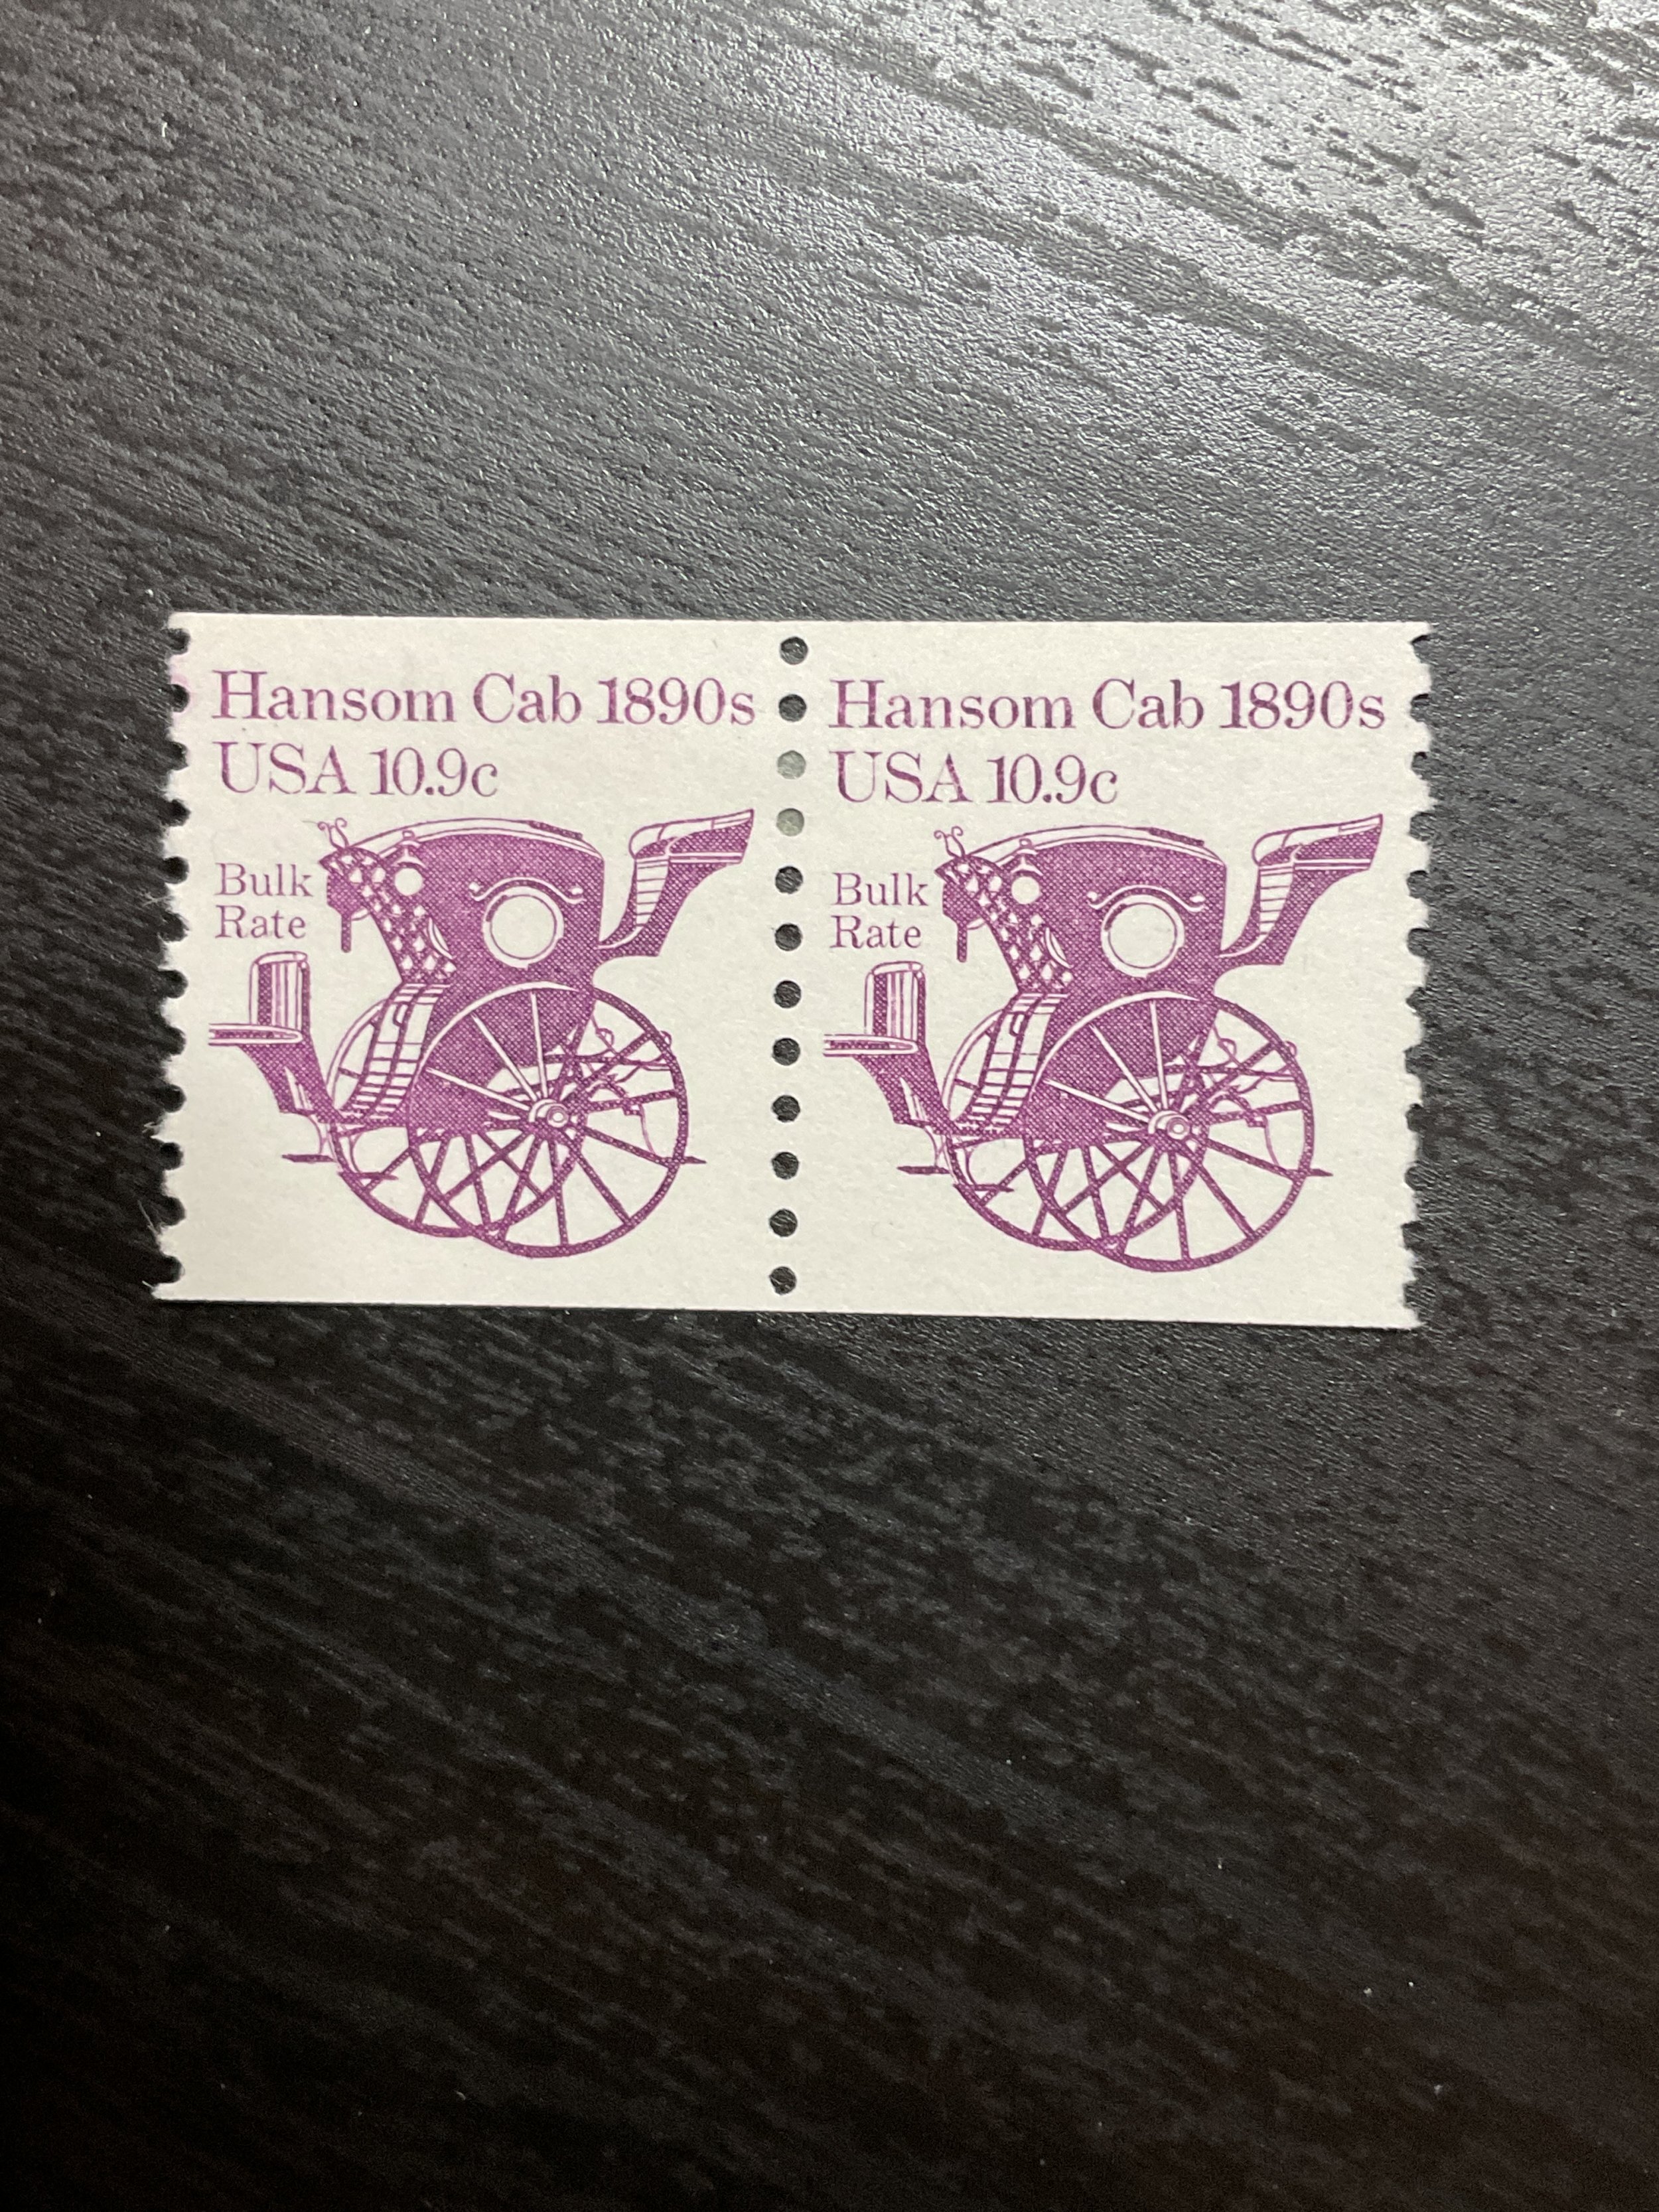 Hansom Cab 1890s
USA 10.9c
Bulk
Rate
Hansom Cab 1890s
USA 10.9c
Bulk
Rate